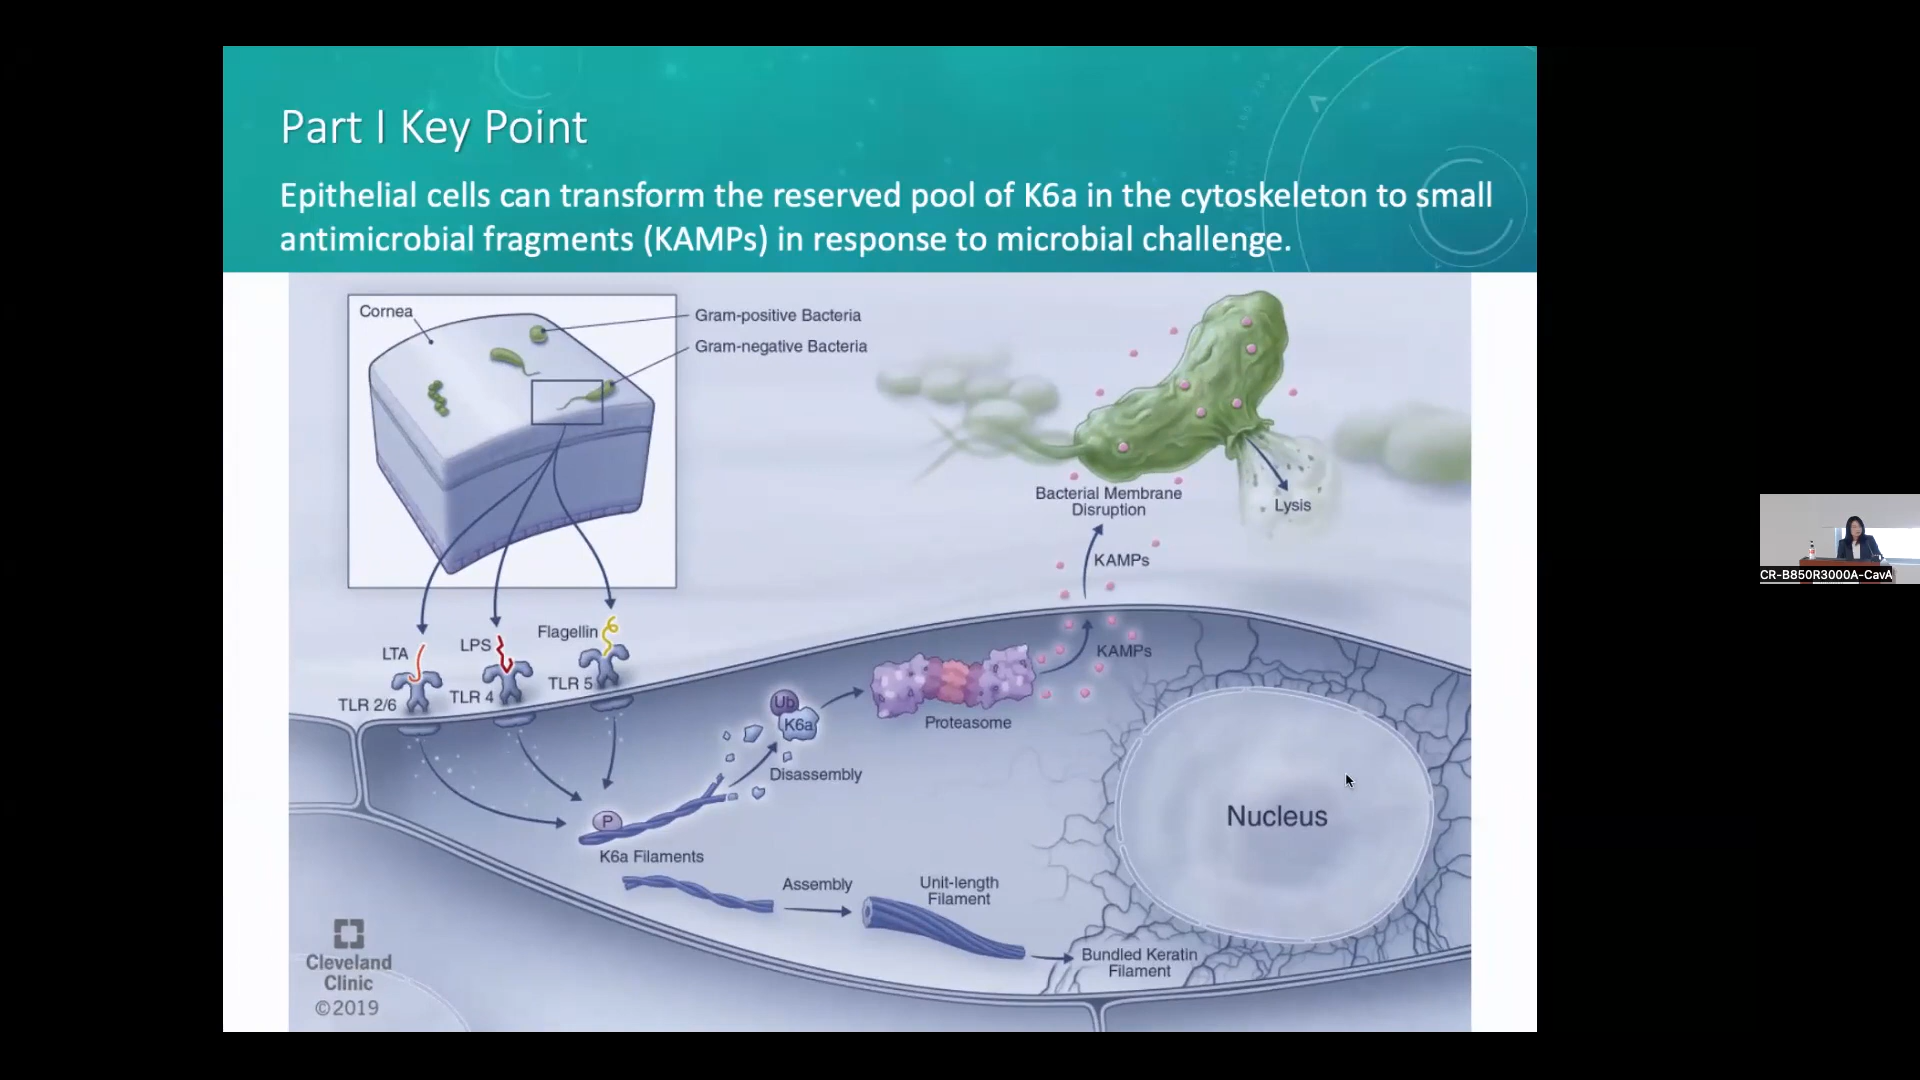 Part I Key Point
Epithelial cells can transform the reserved pool of K6a in the cytoskeleton to small
antimicrobial fragments (KAMPs) in response to microbial challenge.
Cornea
Gram-positive Bacteria
Gram-negative Bacteria
Bacterial Membrane
Disruption
Lysis
KAMPs
LTA
LPS
Flagellin
TLR 2/6
TLR 4
TLR 5
KAMPs
Ub
K6a
Proteasome
Disassembly
P
K6a Filaments
Assembly
Unit-length
Filament
Nucleus
Bundled Keratin
Filament
Cleveland
Clinic
©2019
CR-B850R3000A-CavA